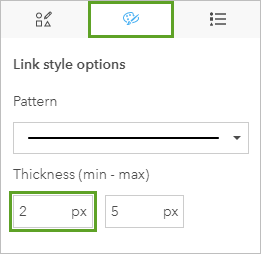 Link style options
Pattern
Thickness (min - max)
2 px 5 px